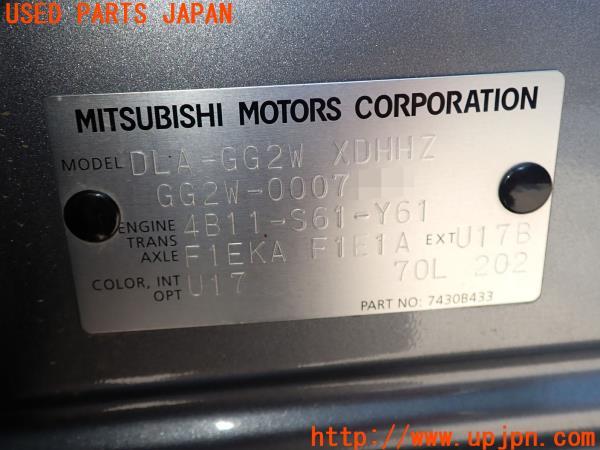 USED PARTS JAPAN
MITSUBISHI MOTORS CORPORATION
MODEL DLA-GG2W XDHHZ
GG2W-0007
ENGINE 4B11-S61-Y61
TRANS AXLE F1EKA F1E1A EXT U17B
COLOR, INT OPT U17 70L 202
PART NO: 7430B433
http://www.upjpn.com/